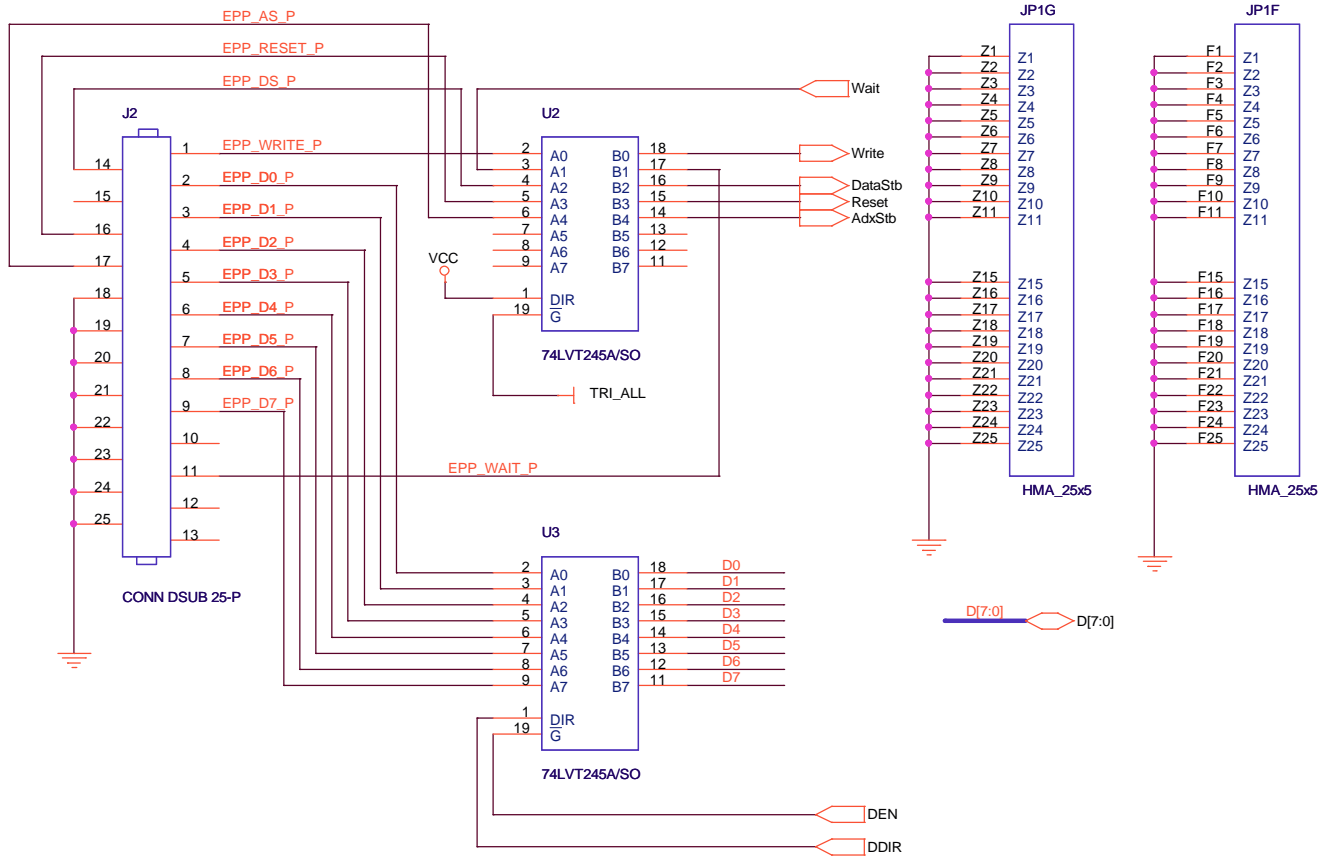 EPP_AS_P
EPP_RESET_P
EPP_DS_P
J2
14
15
16
17
18
19
20
21
22
23
24
25
1 EPP_WRITE_P
2 EPP_D0_P
3 EPP_D1_P
4 EPP_D2_P
5 EPP_D3_P
6 EPP_D4_P
7 EPP_D5_P
8 EPP_D6_P
9 EPP_D7_P
10
11 EPP_WAIT_P
12
13
CONN DSUB 25-P
VCC
U2
2 A0 B0 18
3 A1 B1 17
4 A2 B2 16
5 A3 B3 15
6 A4 B4 14
7 A5 B5 13
8 A6 B6 12
9 A7 B7 11
1 DIR
19 G
74LVT245A/SO
TRI_ALL
Wait
Write
DataStb
Reset
AdxStb
U3
2 A0 B0 18 D0
3 A1 B1 17 D1
4 A2 B2 16 D2
5 A3 B3 15 D3
6 A4 B4 14 D4
7 A5 B5 13 D5
8 A6 B6 12 D6
9 A7 B7 11 D7
1 DIR
19 G
74LVT245A/SO
DEN
DDIR
JP1G
Z1 Z1
Z2 Z2
Z3 Z3
Z4 Z4
Z5 Z5
Z6 Z6
Z7 Z7
Z8 Z8
Z9 Z9
Z10 Z10
Z11 Z11
Z15 Z15
Z16 Z16
Z17 Z17
Z18 Z18
Z19 Z19
Z20 Z20
Z21 Z21
Z22 Z22
Z23 Z23
Z24 Z24
Z25 Z25
HMA_25x5
JP1F
F1 Z1
F2 Z2
F3 Z3
F4 Z4
F5 Z5
F6 Z6
F7 Z7
F8 Z8
F9 Z9
F10 Z10
F11 Z11
F15 Z15
F16 Z16
F17 Z17
F18 Z18
F19 Z19
F20 Z20
F21 Z21
F22 Z22
F23 Z23
F24 Z24
F25 Z25
HMA_25x5
D[7:0] D[7:0]